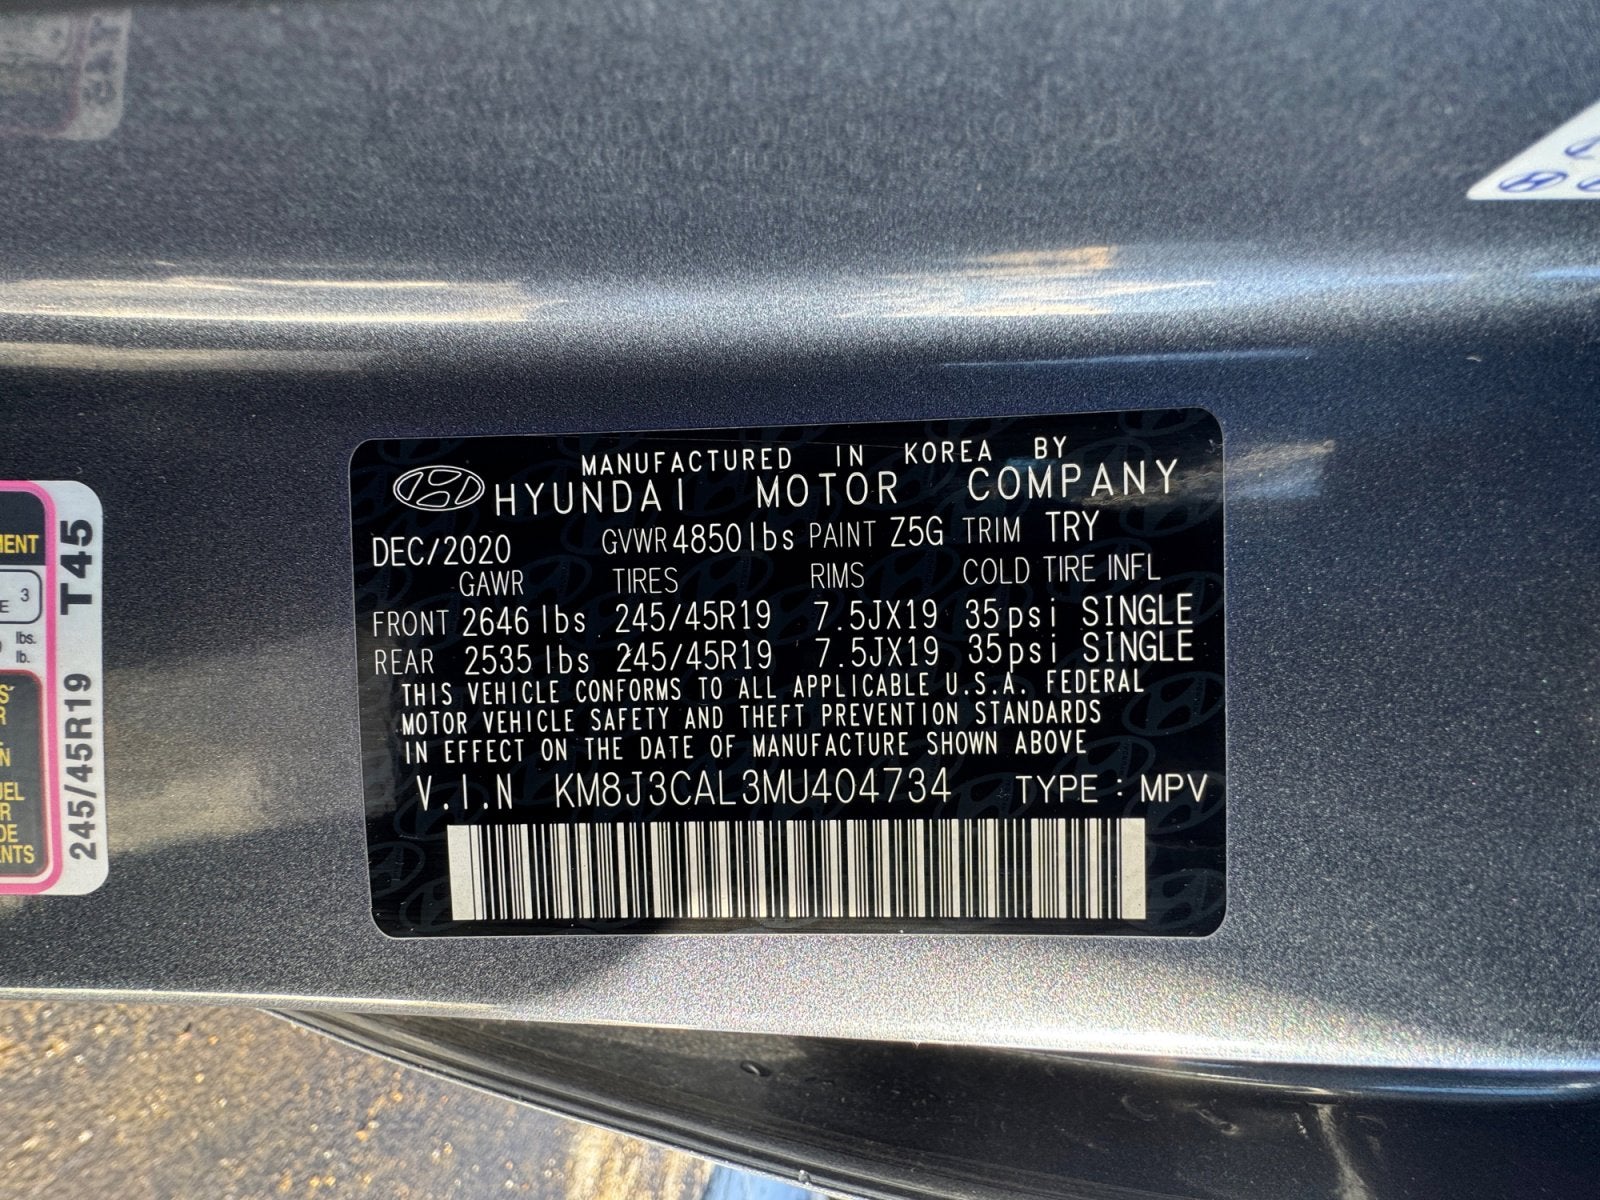 MANUFACTURED IN KOREA BY
HYUNDAI MOTOR COMPANY
DEC/2020 GVWR 4850lbs PAINT Z5G TRIM TRY
GAWR TIRES RIMS COLD TIRE INFL
FRONT 2646 lbs 245/45R19 7.5JX19 35psi SINGLE
REAR 2535 lbs 245/45R19 7.5JX19 35psi SINGLE
THIS VEHICLE CONFORMS TO ALL APPLICABLE U.S.A. FEDERAL
MOTOR VEHICLE SAFETY AND THEFT PREVENTION STANDARDS
IN EFFECT ON THE DATE OF MANUFACTURE SHOWN ABOVE
V.I.N KM8J3CAL3MU404734 TYPE : MPV
245/45R19 T45
3
lbs.
lb.